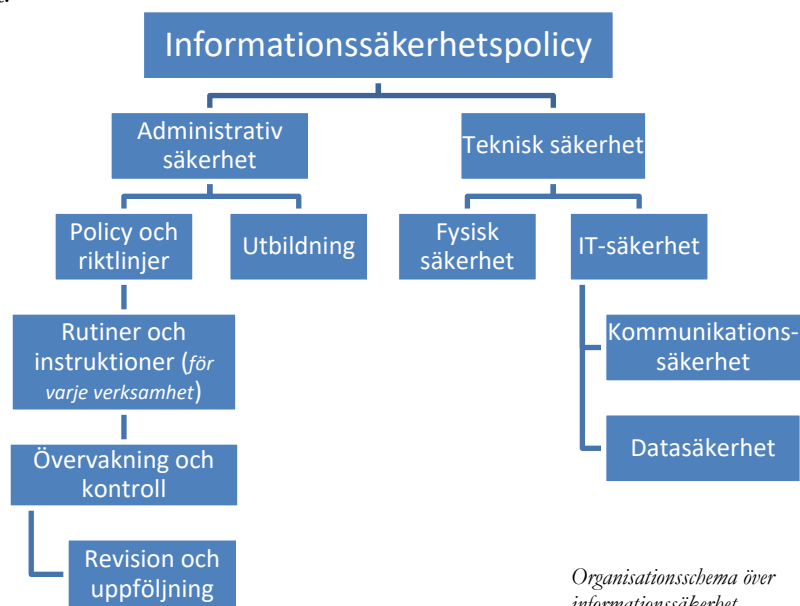 Informationssäkerhetspolicy
Administrativ
säkerhet
Teknisk säkerhet
Policy och
riktlinjer
Utbildning
Fysisk
säkerhet
IT-säkerhet
Rutiner och
instruktioner (för
varje verksamhet)
Kommunikations-
säkerhet
Övervakning och
kontroll
Datasäkerhet
Revision och
uppföljning
Organisationsschema över
informationssäkerhet